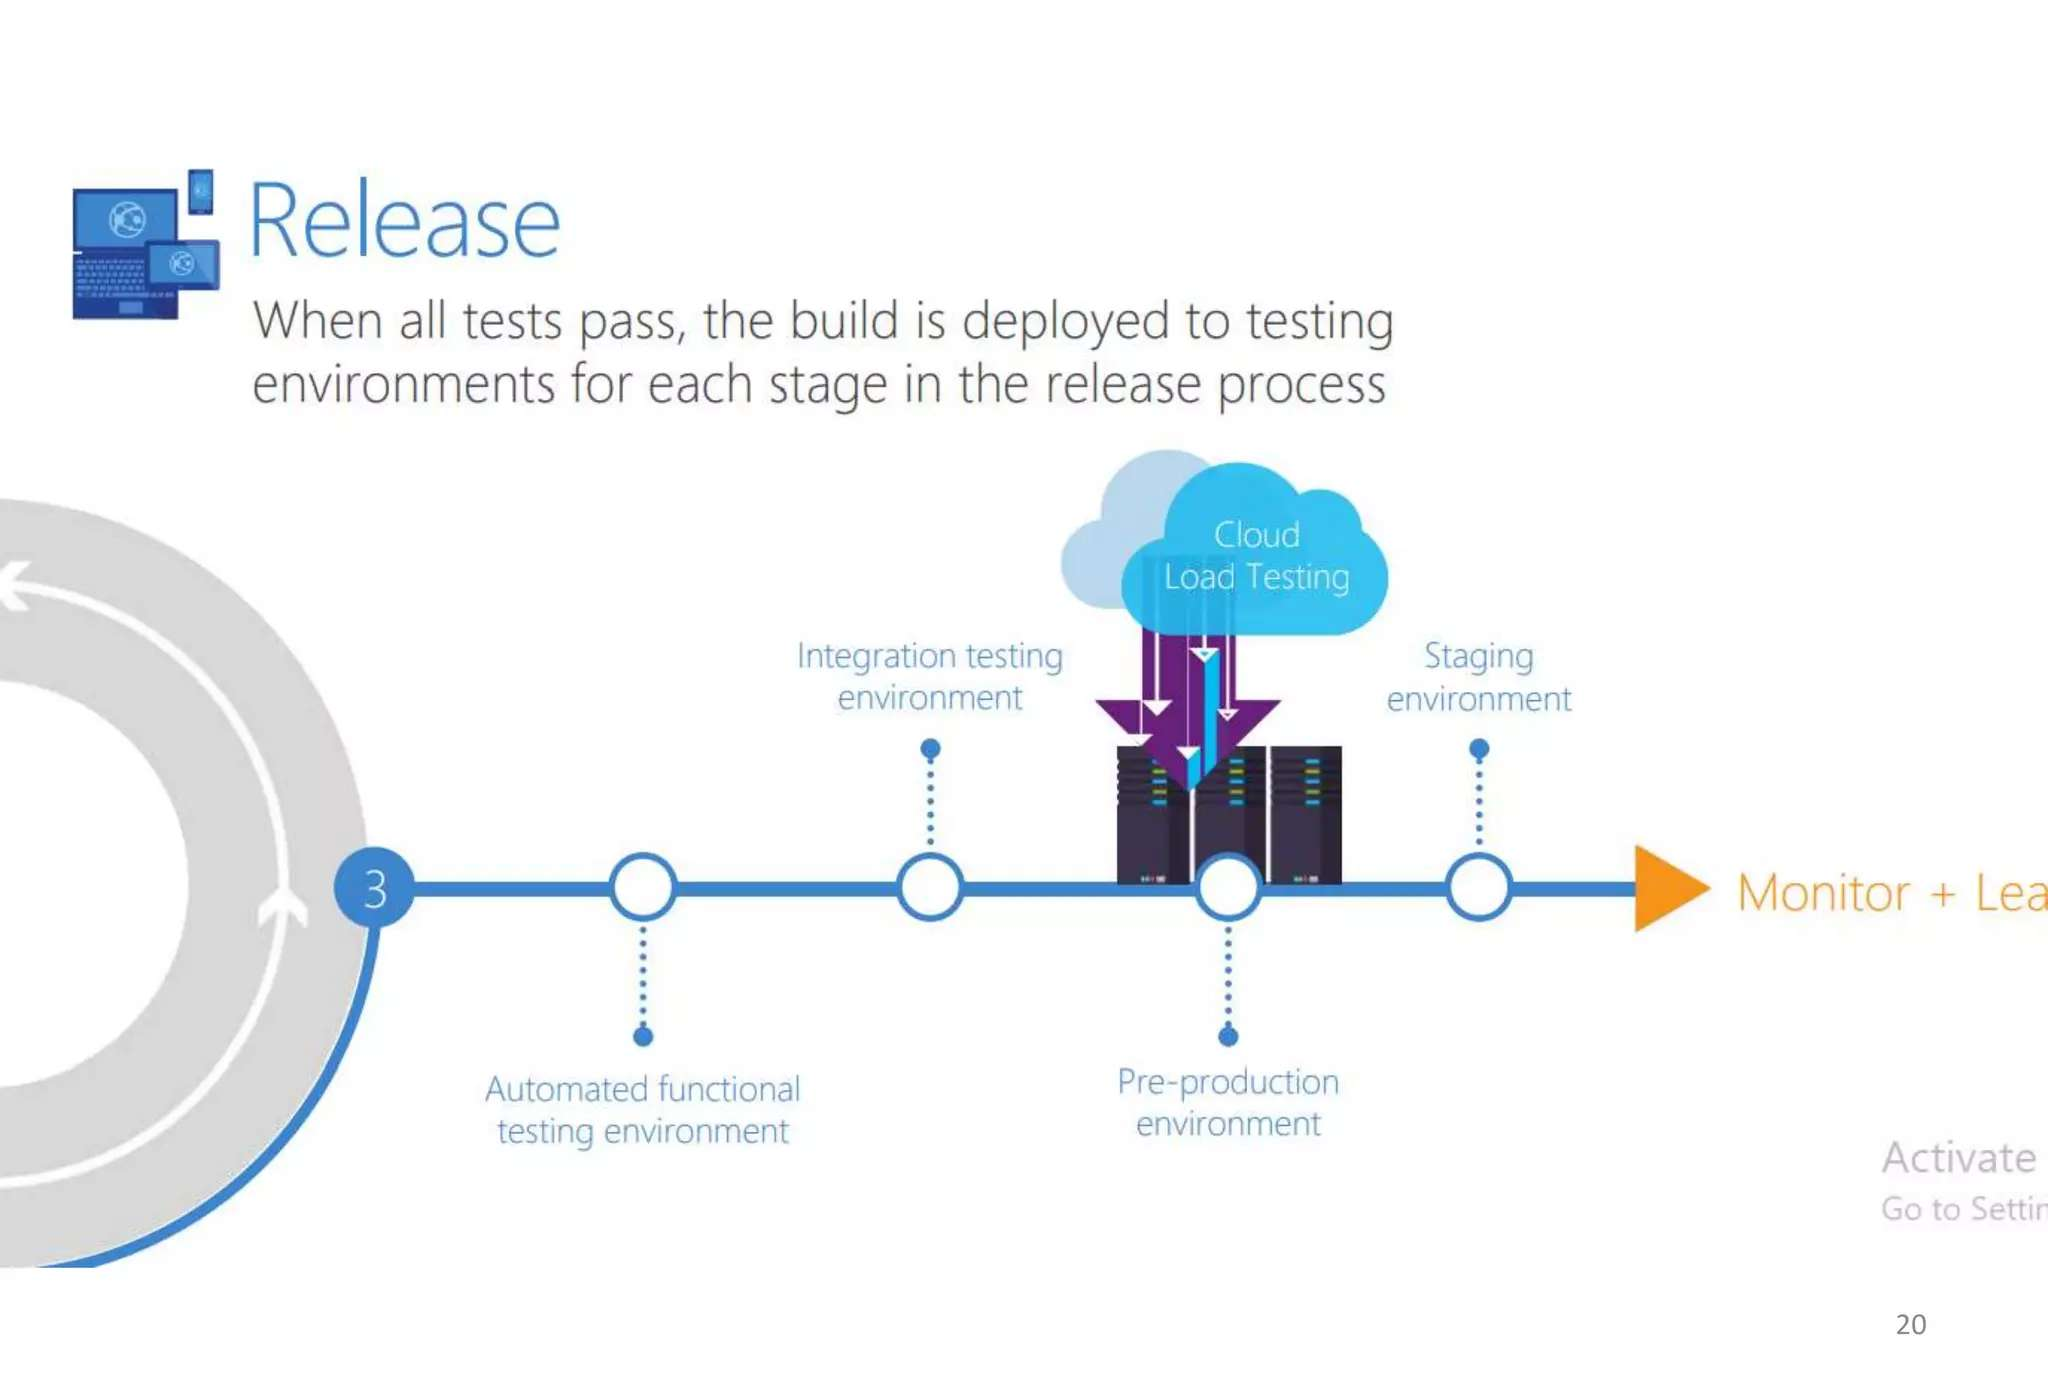 Release
When all tests pass, the build is deployed to testing
environments for each stage in the release process
Cloud
Load Testing
Integration testing
environment
Staging
environment
3
Monitor + Lea
Automated functional
testing environment
Pre-production
environment
Activate
Go to Settin
20